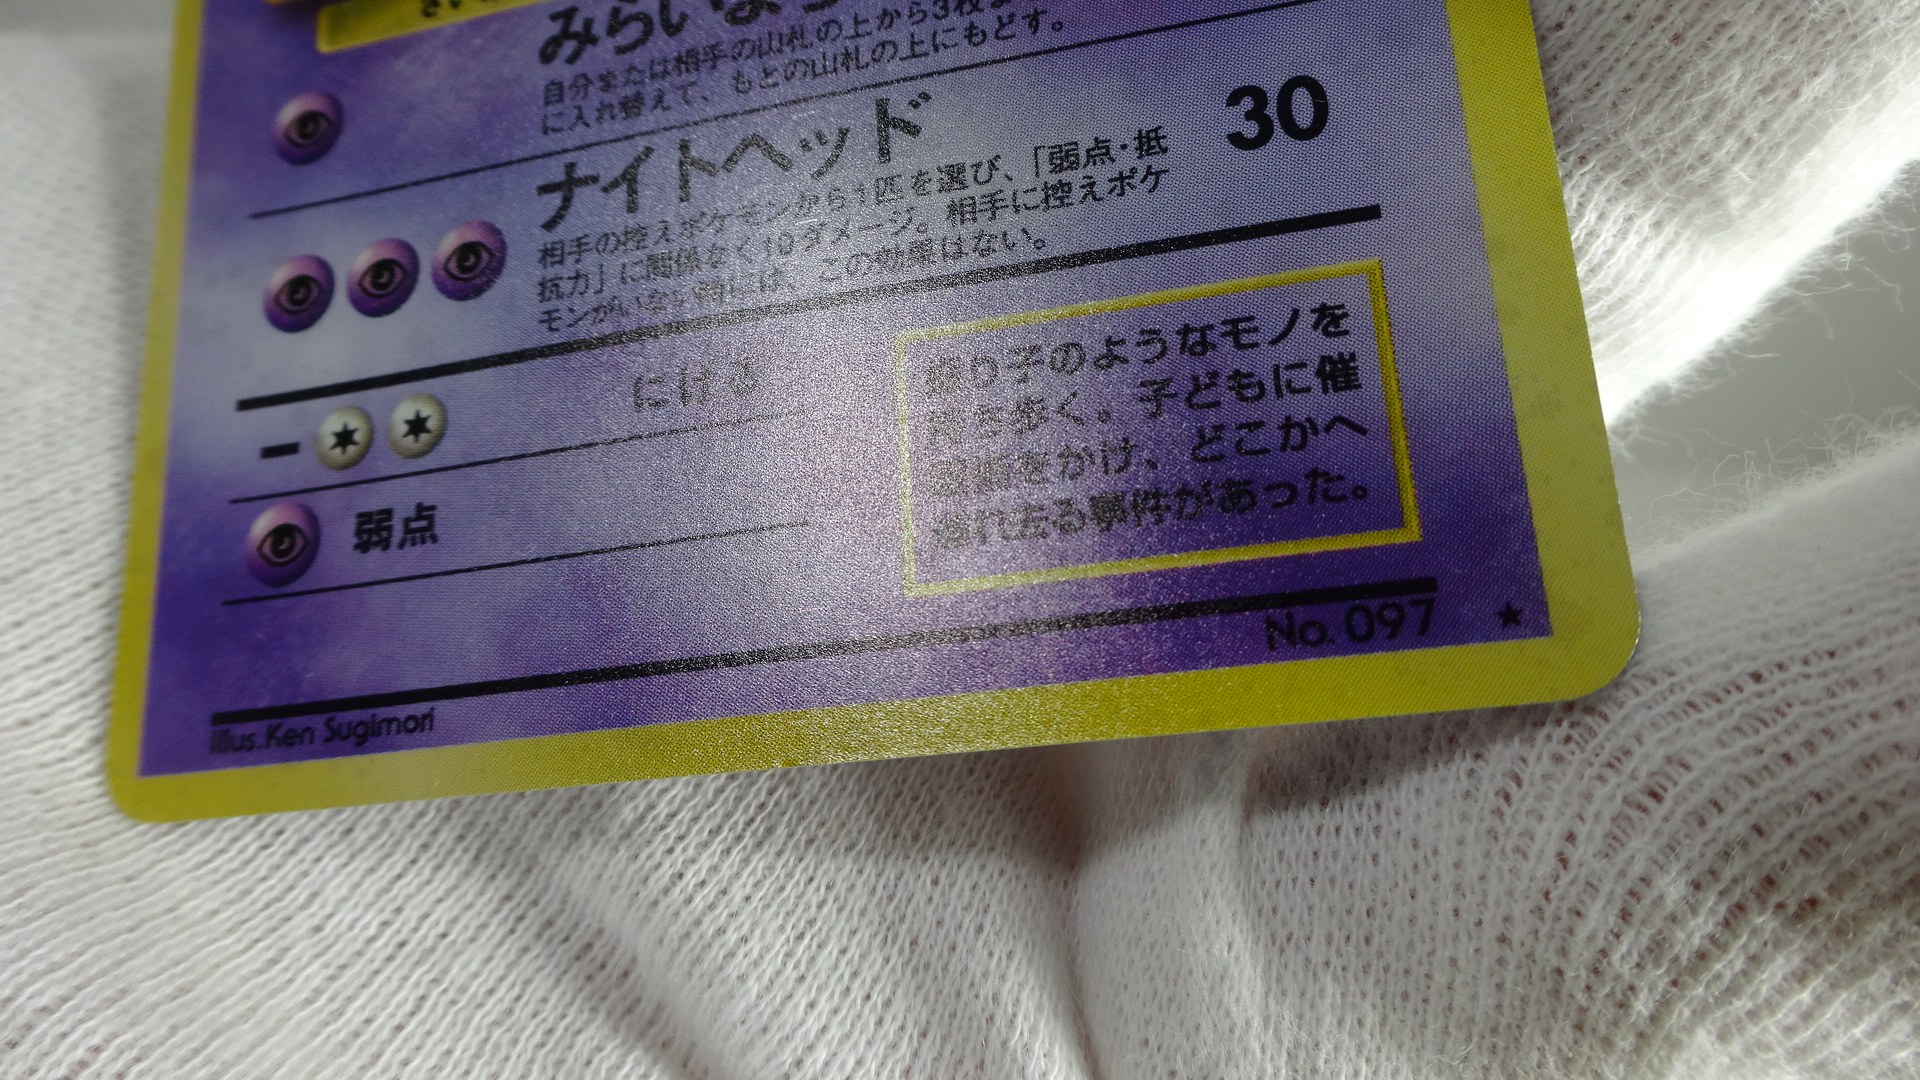 みらいよ
自分または相手の山札の上から3枚
に入れ替えて、もとの山札の上にもどす。
ナイトヘッド 30
相手の控えポケモンから1匹を選び、「弱点・抵
抗力」に関係なく10ダメージ。相手に控えポケ
モンがいない時には、この効果はない。
にげる
弱点
振り子のようなモノを
持ち歩く。子どもに催
眠術をかけ、どこかへ
連れ去る事件があった。
No. 097 ★
Illus. Ken Sugimori